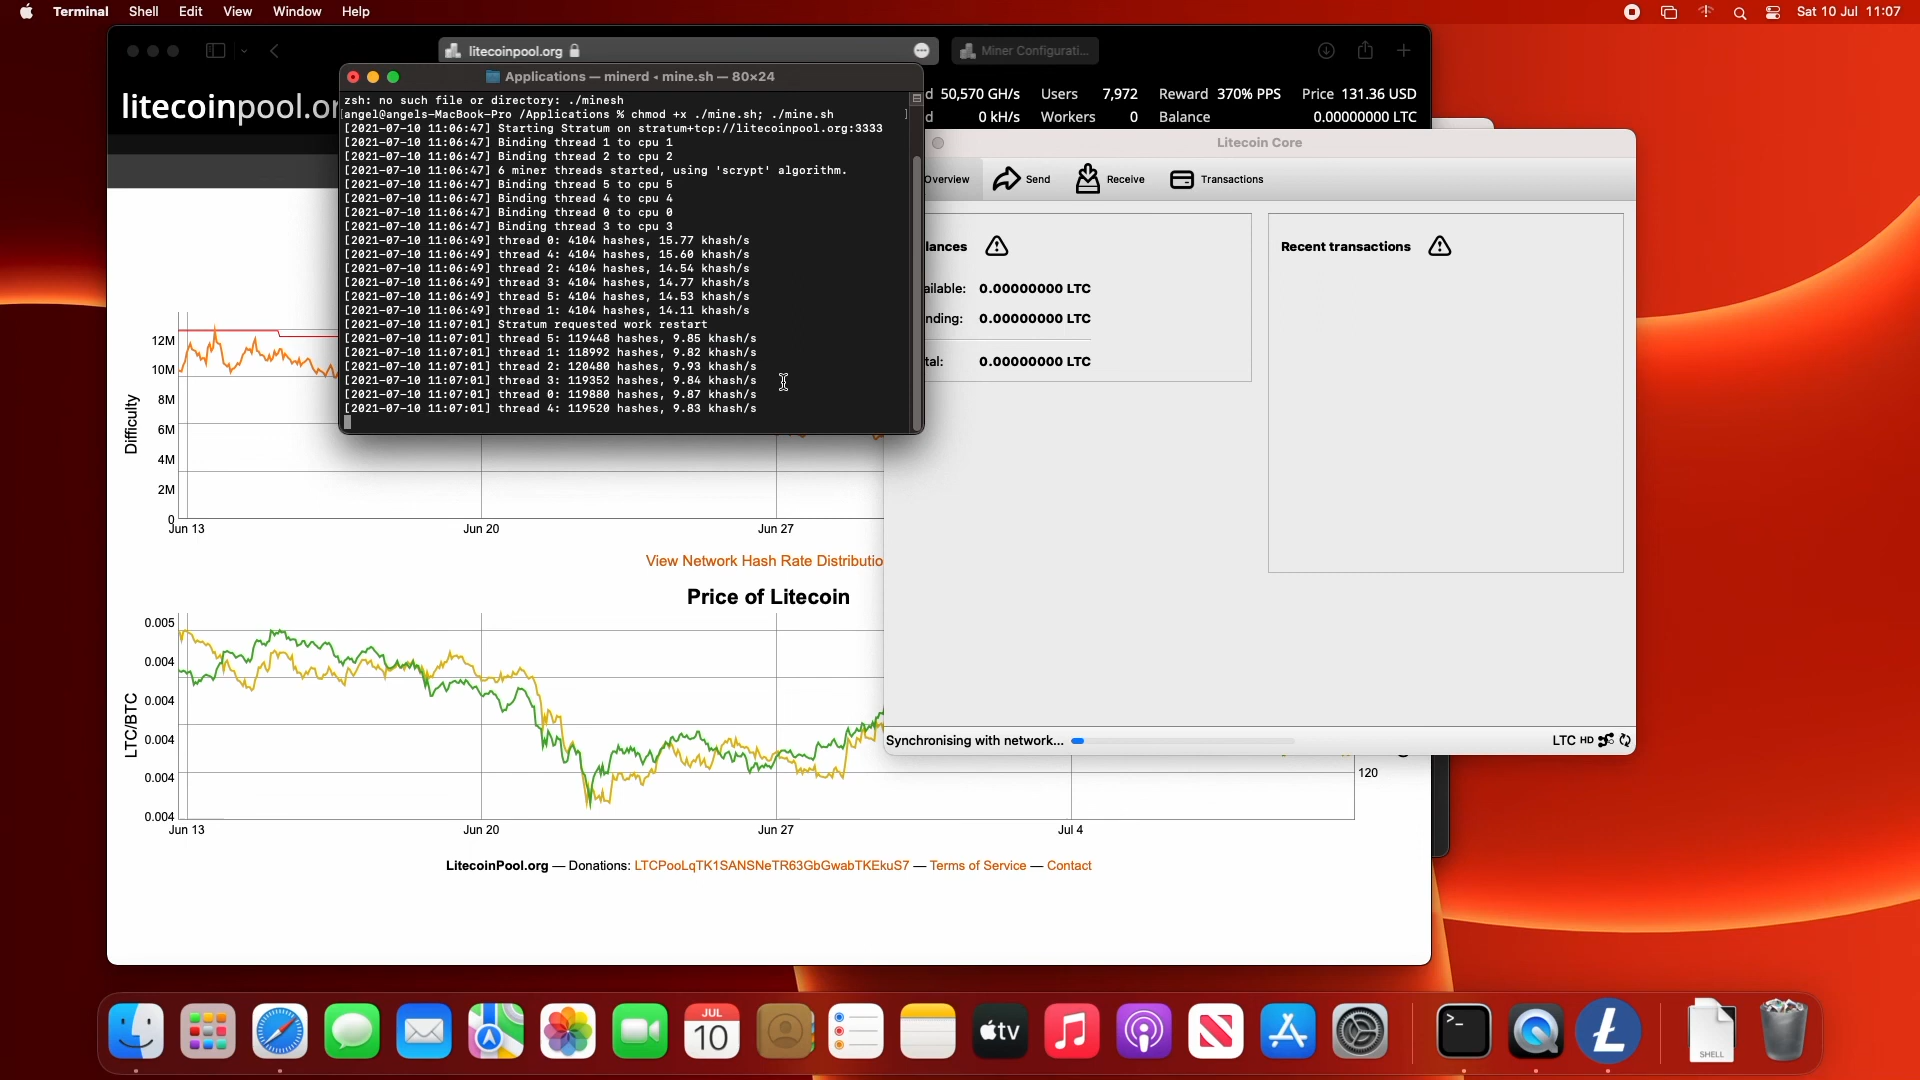 Terminal Shell Edit View Window Help
Sat 10 Jul 11:07
litecoinpool.org
Miner Configurati...
Applications — minerd ◂ mine.sh — 80×24
litecoinpool.or
50,570 GH/s Users 7,972 Reward 370% PPS Price 131.36 USD
0 kH/s Workers 0 Balance 0.00000000 LTC
zsh: no such file or directory: ./minesh
[angel@angels-MacBook-Pro /Applications % chmod +x ./mine.sh; ./mine.sh ]
[2021-07-10 11:06:47] Starting Stratum on stratum+tcp://litecoinpool.org:3333
[2021-07-10 11:06:47] Binding thread 1 to cpu 1
[2021-07-10 11:06:47] Binding thread 2 to cpu 2
[2021-07-10 11:06:47] 6 miner threads started, using 'scrypt' algorithm.
[2021-07-10 11:06:47] Binding thread 5 to cpu 5
[2021-07-10 11:06:47] Binding thread 4 to cpu 4
[2021-07-10 11:06:47] Binding thread 0 to cpu 0
[2021-07-10 11:06:47] Binding thread 3 to cpu 3
[2021-07-10 11:06:49] thread 0: 4104 hashes, 15.77 khash/s
[2021-07-10 11:06:49] thread 4: 4104 hashes, 15.60 khash/s
[2021-07-10 11:06:49] thread 2: 4104 hashes, 14.54 khash/s
[2021-07-10 11:06:49] thread 3: 4104 hashes, 14.77 khash/s
[2021-07-10 11:06:49] thread 5: 4104 hashes, 14.53 khash/s
[2021-07-10 11:06:49] thread 1: 4104 hashes, 14.11 khash/s
[2021-07-10 11:07:01] Stratum requested work restart
[2021-07-10 11:07:01] thread 5: 119448 hashes, 9.85 khash/s
[2021-07-10 11:07:01] thread 1: 118992 hashes, 9.82 khash/s
[2021-07-10 11:07:01] thread 2: 120480 hashes, 9.93 khash/s
[2021-07-10 11:07:01] thread 3: 119352 hashes, 9.84 khash/s
[2021-07-10 11:07:01] thread 0: 119880 hashes, 9.87 khash/s
[2021-07-10 11:07:01] thread 4: 119520 hashes, 9.83 khash/s
Litecoin Core
Overview Send Receive Transactions
lances
Recent transactions
ailable: 0.00000000 LTC
nding: 0.00000000 LTC
tal: 0.00000000 LTC
Synchronising with network...
LTC HD
Difficulty
12M
10M
8M
6M
4M
2M
0
Jun 13 Jun 20 Jun 27
View Network Hash Rate Distributio
Price of Litecoin
LTC/BTC
0.005
0.004
0.004
0.004
0.004
0.004
120
Jun 13 Jun 20 Jun 27 Jul 4
LitecoinPool.org — Donations: LTCPooLqTK1SANSNeTR63GbGwabTKEkuS7 — Terms of Service — Contact
JUL
10
tv
SHELL